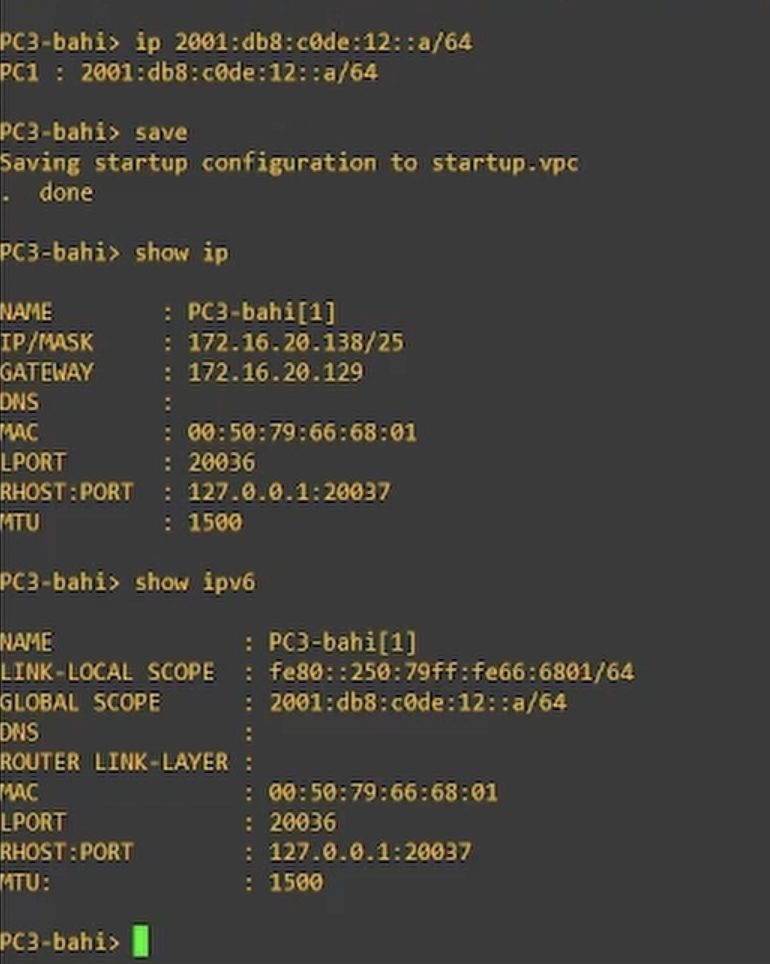 PC3-bahi> ip 2001:db8:c0de:12::a/64
PC1 : 2001:db8:c0de:12::a/64
PC3-bahi> save
Saving startup configuration to startup.vpc
.  done
PC3-bahi> show ip
NAME        : PC3-bahi[1]
IP/MASK     : 172.16.20.138/25
GATEWAY     : 172.16.20.129
DNS         :
MAC         : 00:50:79:66:68:01
LPORT       : 20036
RHOST:PORT  : 127.0.0.1:20037
MTU         : 1500
PC3-bahi> show ipv6
NAME              : PC3-bahi[1]
LINK-LOCAL SCOPE  : fe80::250:79ff:fe66:6801/64
GLOBAL SCOPE      : 2001:db8:c0de:12::a/64
DNS               :
ROUTER LINK-LAYER :
MAC               : 00:50:79:66:68:01
LPORT             : 20036
RHOST:PORT        : 127.0.0.1:20037
MTU:              : 1500
PC3-bahi>